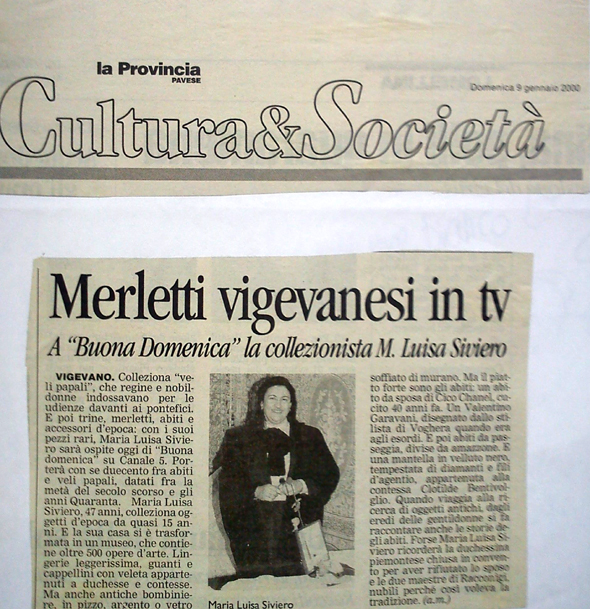 la Provincia
PAVESE
Domenica 9 gennaio 2000
Cultura&Società
Merletti vigevanesi in tv
A “Buona Domenica” la collezionista M. Luisa Siviero
VIGEVANO. Colleziona “ve-
li papali”, che regine e nobil-
donne indossavano per le
udienze davanti ai pontefici.
E poi trine, merletti, abiti e
accessori d'epoca: con i suoi
pezzi rari, Maria Luisa Sivie-
ro sarà ospite oggi di “Buona
domenica” su Canale 5. Por-
terà con se duecento fra abiti
e veli papali, datati fra la
metà del secolo scorso e gli
anni Quaranta. Maria Luisa
Siviero, 47 anni, colleziona og-
getti d'epoca da quasi 15 an-
ni. E la sua casa si è trasfor-
mata in un museo, che contie-
ne oltre 500 opere d'arte. Lin-
gerie leggerissima, guanti e
cappellini con veleta apparte-
nuti a duchesse e contesse.
Ma anche antiche bombinie-
re, in pizzo, argento o vetro
Maria Luisa Siviero
soffiato di murano. Ma il piat-
to forte sono gli abiti: un abi-
to da sposa di Cico Chanel, cu-
cito 40 anni fa. Un Valentino
Garavani, disegnato dallo sti-
lista di Voghera quando era
agli esordi. E poi abiti da pas-
seggia, divise da amazone. E
una mantella in velluto nero,
tempestata di diamanti e fili
d'agentio, appartenuta alla
contessa Clotilde Bentivol-
glio. Quando viaggia alla ri-
cerca di oggetti antichi, dagli
eredi delle gentildonne si fa
raccontare anche le storie de-
gli abiti. Forse Maria Luisa Si-
viero ricorderà la duchessina
piemontese chiusa in conven-
to per aver rifiutato lo sposo
e le due maestre di Racconigi,
nubili perché così voleva la
tradizione. (a.m.)